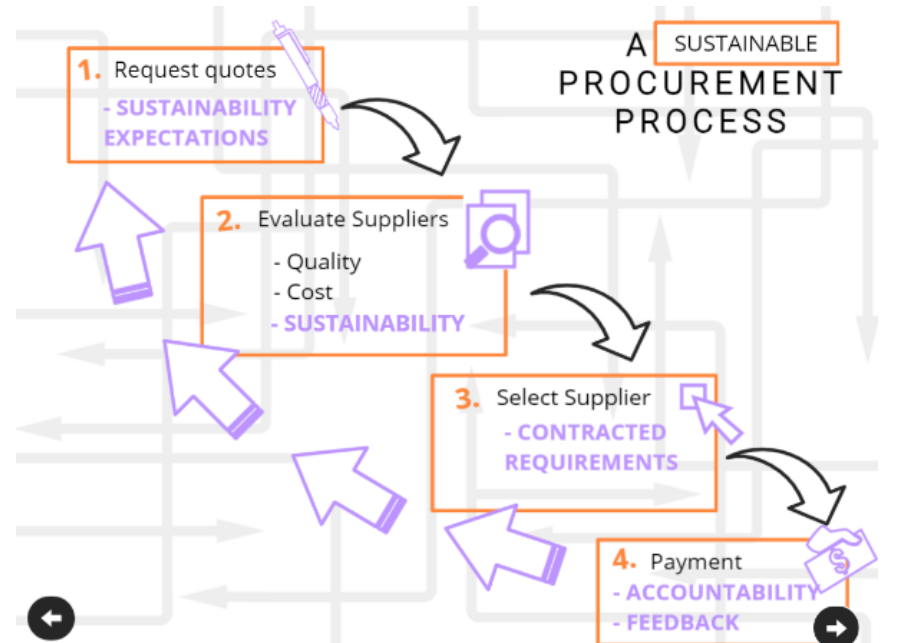 A SUSTAINABLE
PROCUREMENT
PROCESS
1. Request quotes
- SUSTAINABILITY
EXPECTATIONS
2. Evaluate Suppliers
- Quality
- Cost
- SUSTAINABILITY
3. Select Supplier
- CONTRACTED
REQUIREMENTS
4. Payment
- ACCOUNTABILITY
- FEEDBACK
$